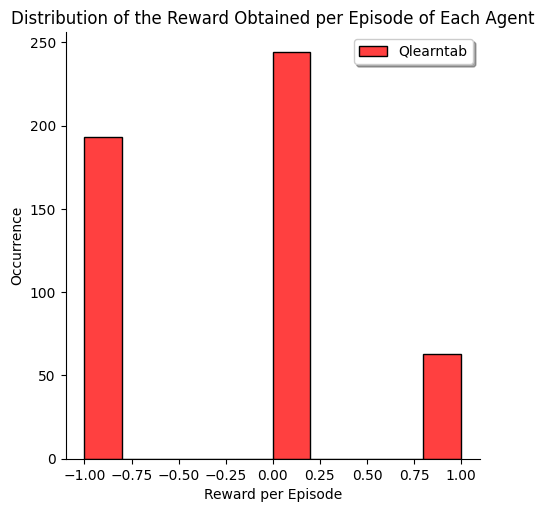 Distribution of the Reward Obtained per Episode of Each Agent
Qlearntab
250
200
150
100
50
0
Occurrence
−1.00 −0.75 −0.50 −0.25 0.00 0.25 0.50 0.75 1.00
Reward per Episode